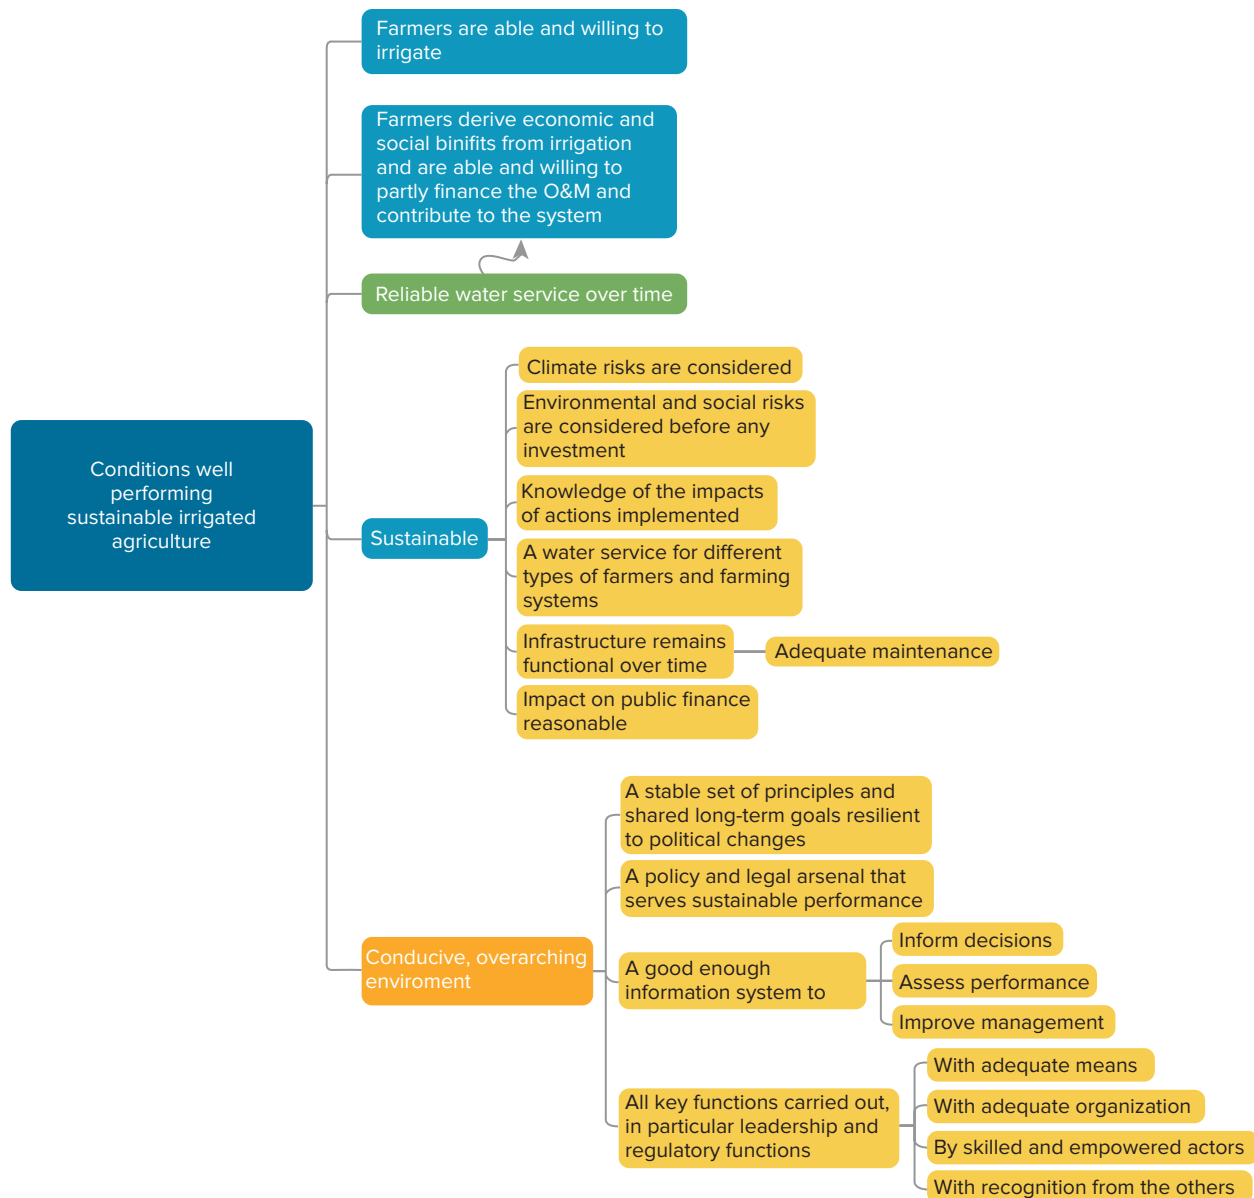 Farmers are able and willing to
irrigate
Farmers derive economic and
social binifits from irrigation
and are able and willing to
partly finance the O&M and
contribute to the system
Reliable water service over time
Conditions well
performing
sustainable irrigated
agriculture
Sustainable
Climate risks are considered
Environmental and social risks
are considered before any
investment
Knowledge of the impacts
of actions implemented
A water service for different
types of farmers and farming
systems
Infrastructure remains
functional over time
Adequate maintenance
Impact on public finance
reasonable
Conducive, overarching
enviroment
A stable set of principles and
shared long-term goals resilient
to political changes
A policy and legal arsenal that
serves sustainable performance
A good enough
information system to
Inform decisions
Assess performance
Improve management
All key functions carried out,
in particular leadership and
regulatory functions
With adequate means
With adequate organization
By skilled and empowered actors
With recognition from the others